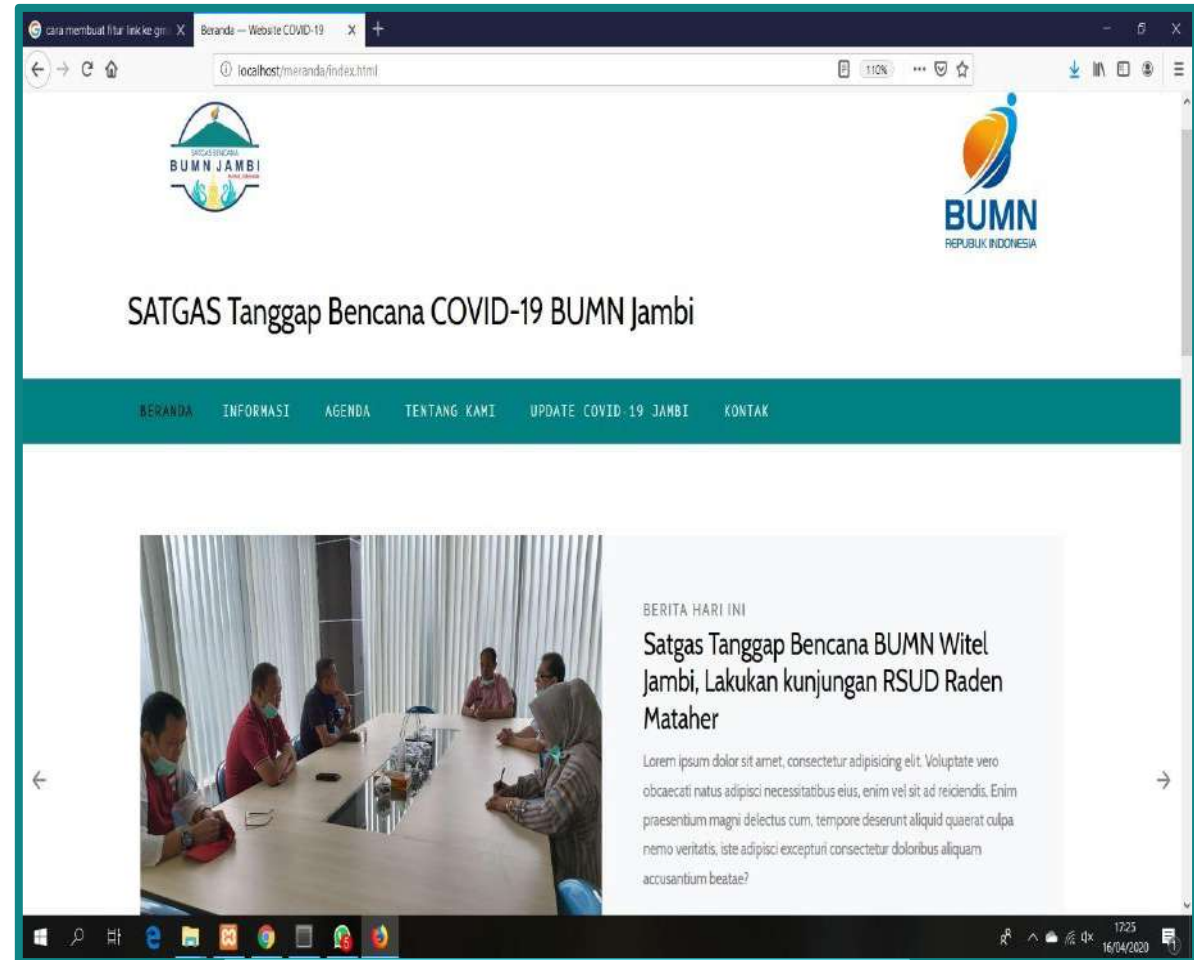 cara membuat fitur link ke gm
Beranda — Website COVID-19
localhost/meranda/index.html
110%
SATGAS BENCANA
BUMN JAMBI
BUMN
REPUBLIK INDONESIA
SATGAS Tanggap Bencana COVID-19 BUMN Jambi
BERANDA INFORMASI AGENDA TENTANG KAMI UPDATE COVID-19 JAMBI KONTAK
BERITA HARI INI
Satgas Tanggap Bencana BUMN Witel
Jambi, Lakukan kunjungan RSUD Raden
Mataher
Lorem ipsum dolor sit amet, consectetur adipisicing elit. Voluptate vero
obcaecati natus adipisci necessitatibus eius, enim vel sit ad reiciendis. Enim
praesentium magni delectus cum, tempore deserunt aliquid quaerat culpa
nemo veritatis, iste adipisci excepturi consectetur doloribus aliquam
accusantium beatae?
17:25
16/04/2020